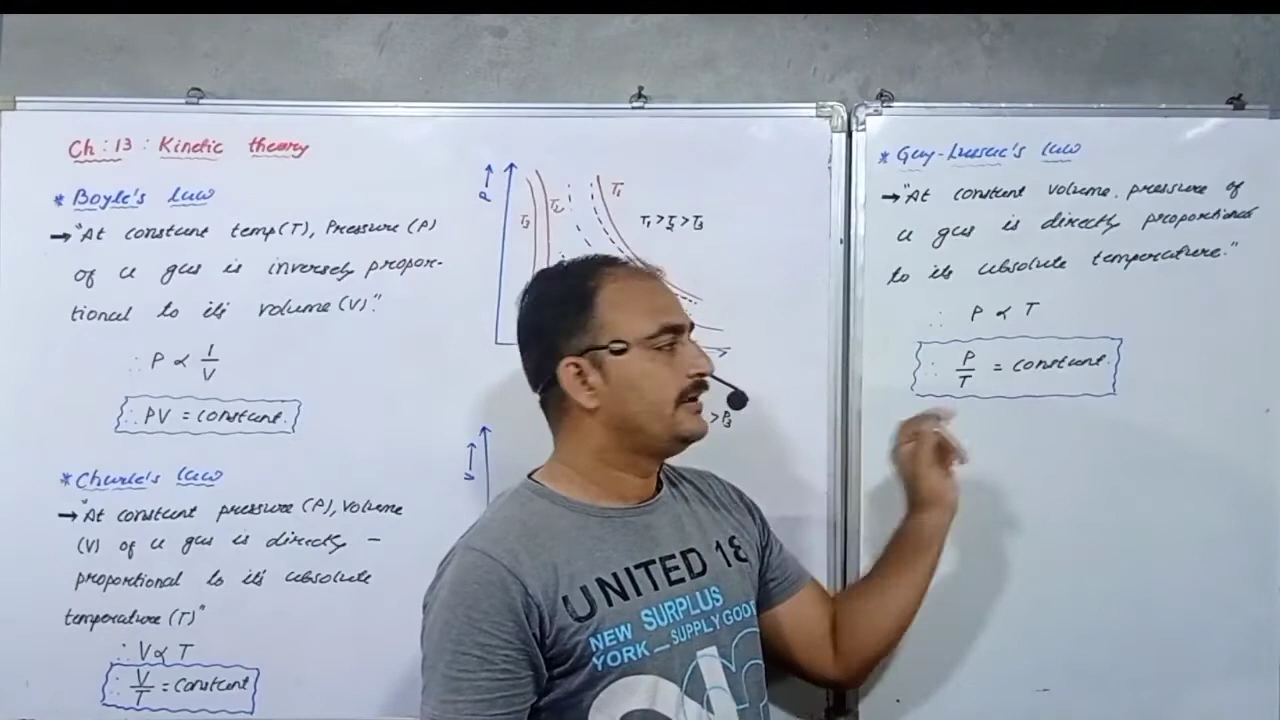 Ch : 13 : Kinetic theory
* Boyle's law
→ "At constant temp(T), Pressure (P)
of a gas is inversely propor-
tional to its volume (V)."
∴ P ∝ 1/V
∴ PV = constant.
* Charle's law
→ "At constant pressure (P), volume
(V) of a gas is directly –
proportional to its absolute
temperature (T)"
∴ V ∝ T
∴ V/T = constant
P →
T3
T2
T1
T1 > T2 > T3
> P3
V →
* Gay-Lussac's law
→ "At constant volume, pressure of
a gas is directly proportional
to its absolute temperature."
∴ P ∝ T
∴ P/T = constant.
UNITED 18
NEW SURPLUS
YORK — SUPPLY GOOD